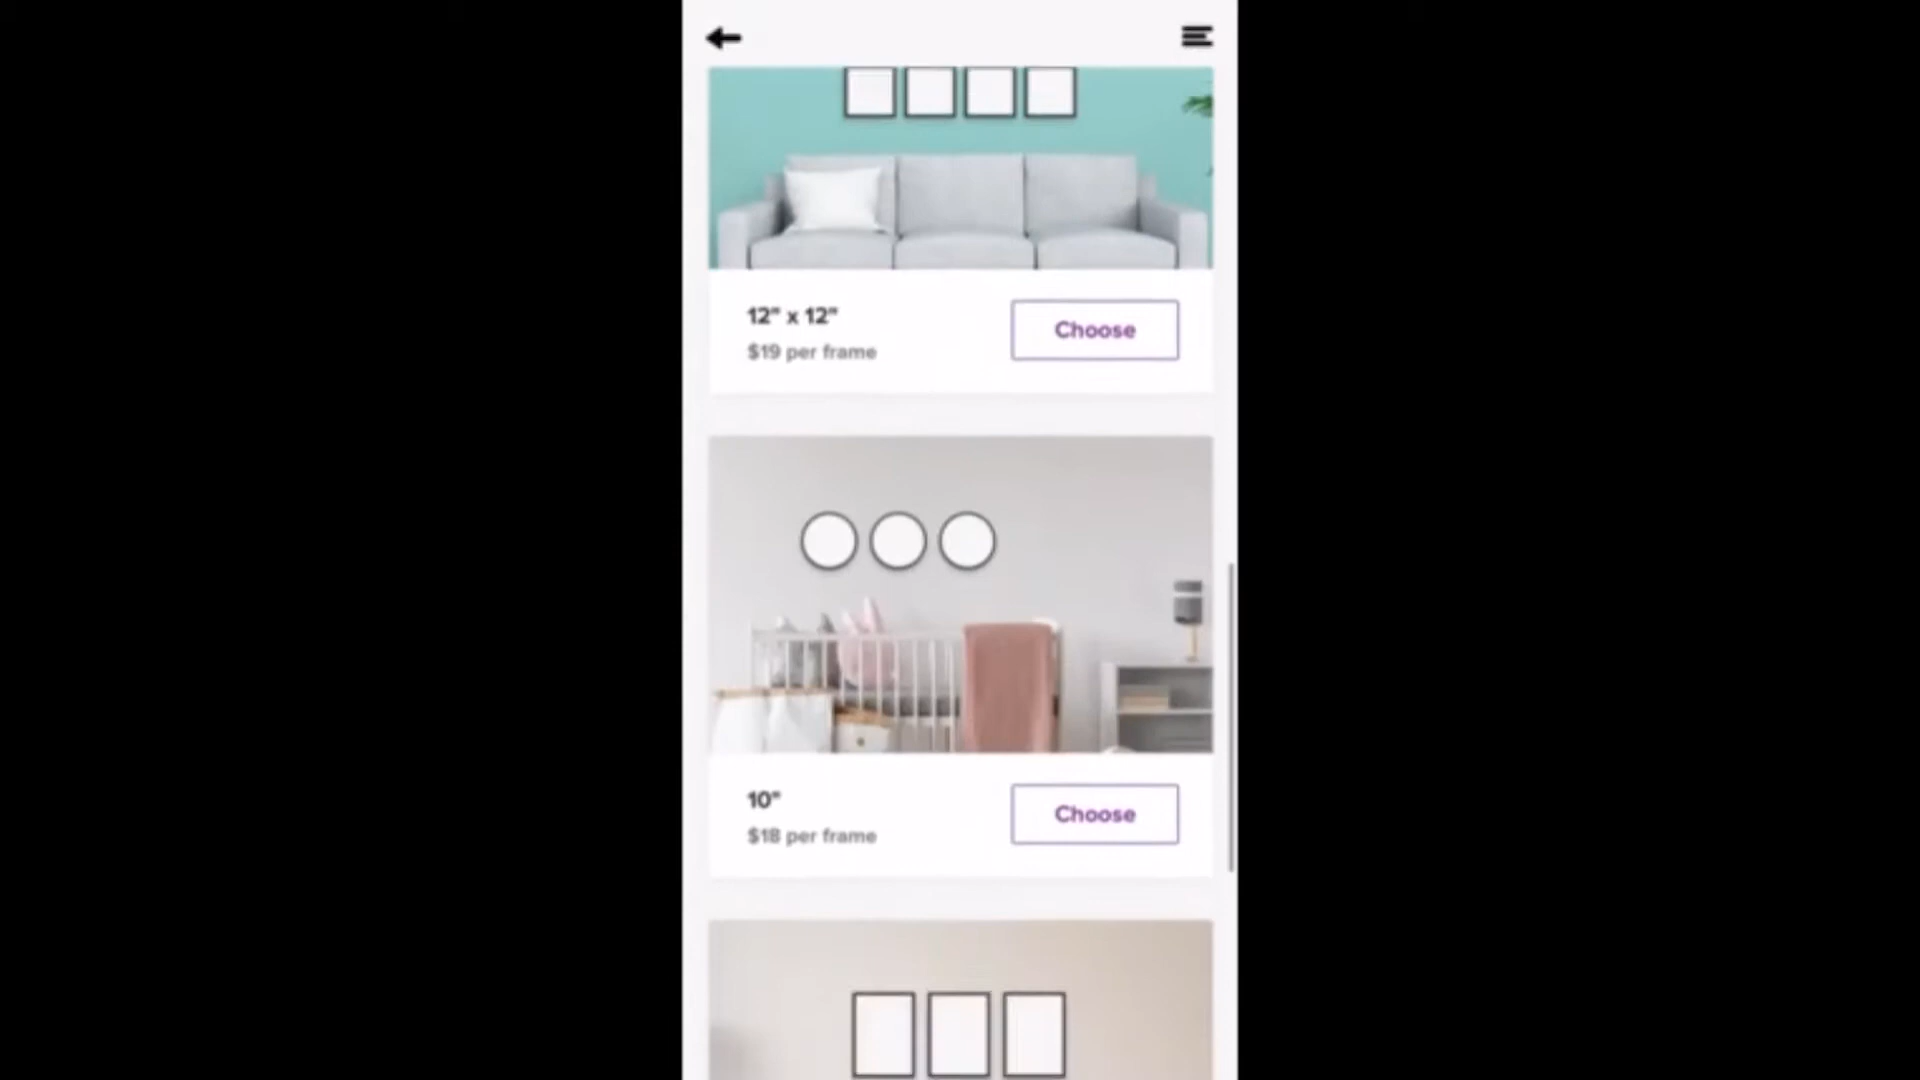 12" x 12"
$19 per frame
Choose
10"
$18 per frame
Choose